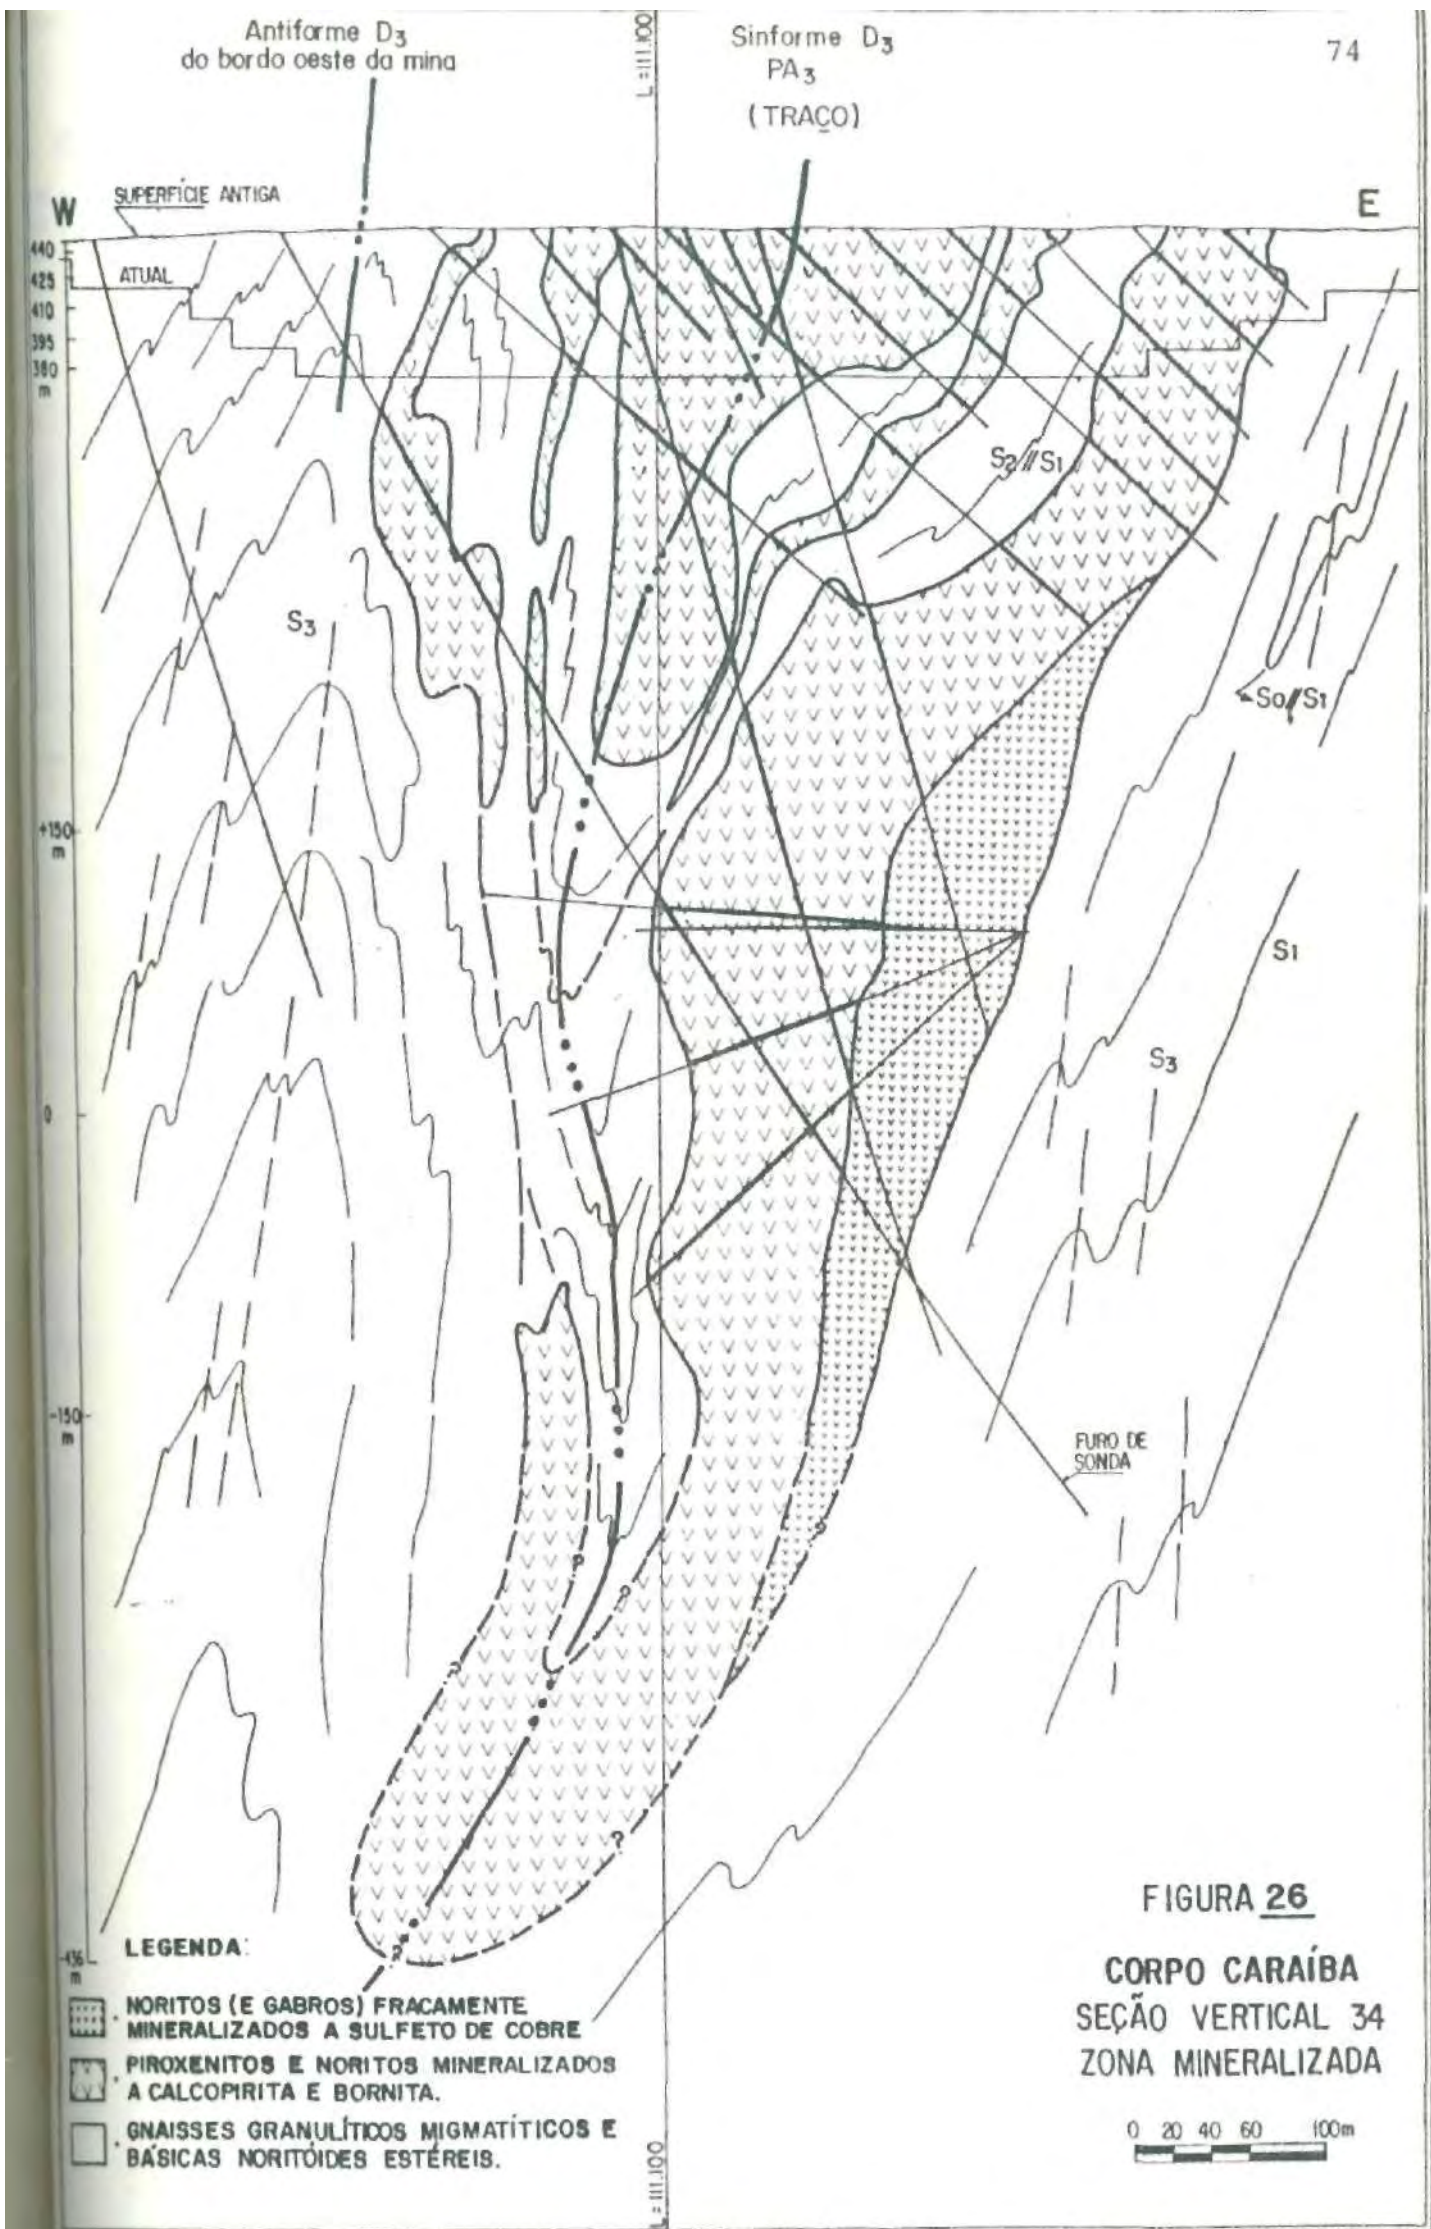 74
Antiforme D3
do bordo oeste da mina
L=111.100
Sinforme D3
PA3
(TRAÇO)
W
SUPERFÍCIE ANTIGA
E
440
425
410
395
380
m
ATUAL
S2//S1
S3
So//S1
+150
m
S1
S3
0
-150
m
FURO DE
SONDA
?
?
?
?
?
?
m
FIGURA 26
CORPO CARAÍBA
SEÇÃO VERTICAL 34
ZONA MINERALIZADA
0 20 40 60 100m
LEGENDA:
NORITOS (E GABROS) FRACAMENTE
MINERALIZADOS A SULFETO DE COBRE
PIROXENITOS E NORITOS MINERALIZADOS
A CALCOPIRITA E BORNITA.
GNAISSES GRANULÍTICOS MIGMATÍTICOS E
BÁSICAS NORITÓIDES ESTÉREIS.
L=111.100